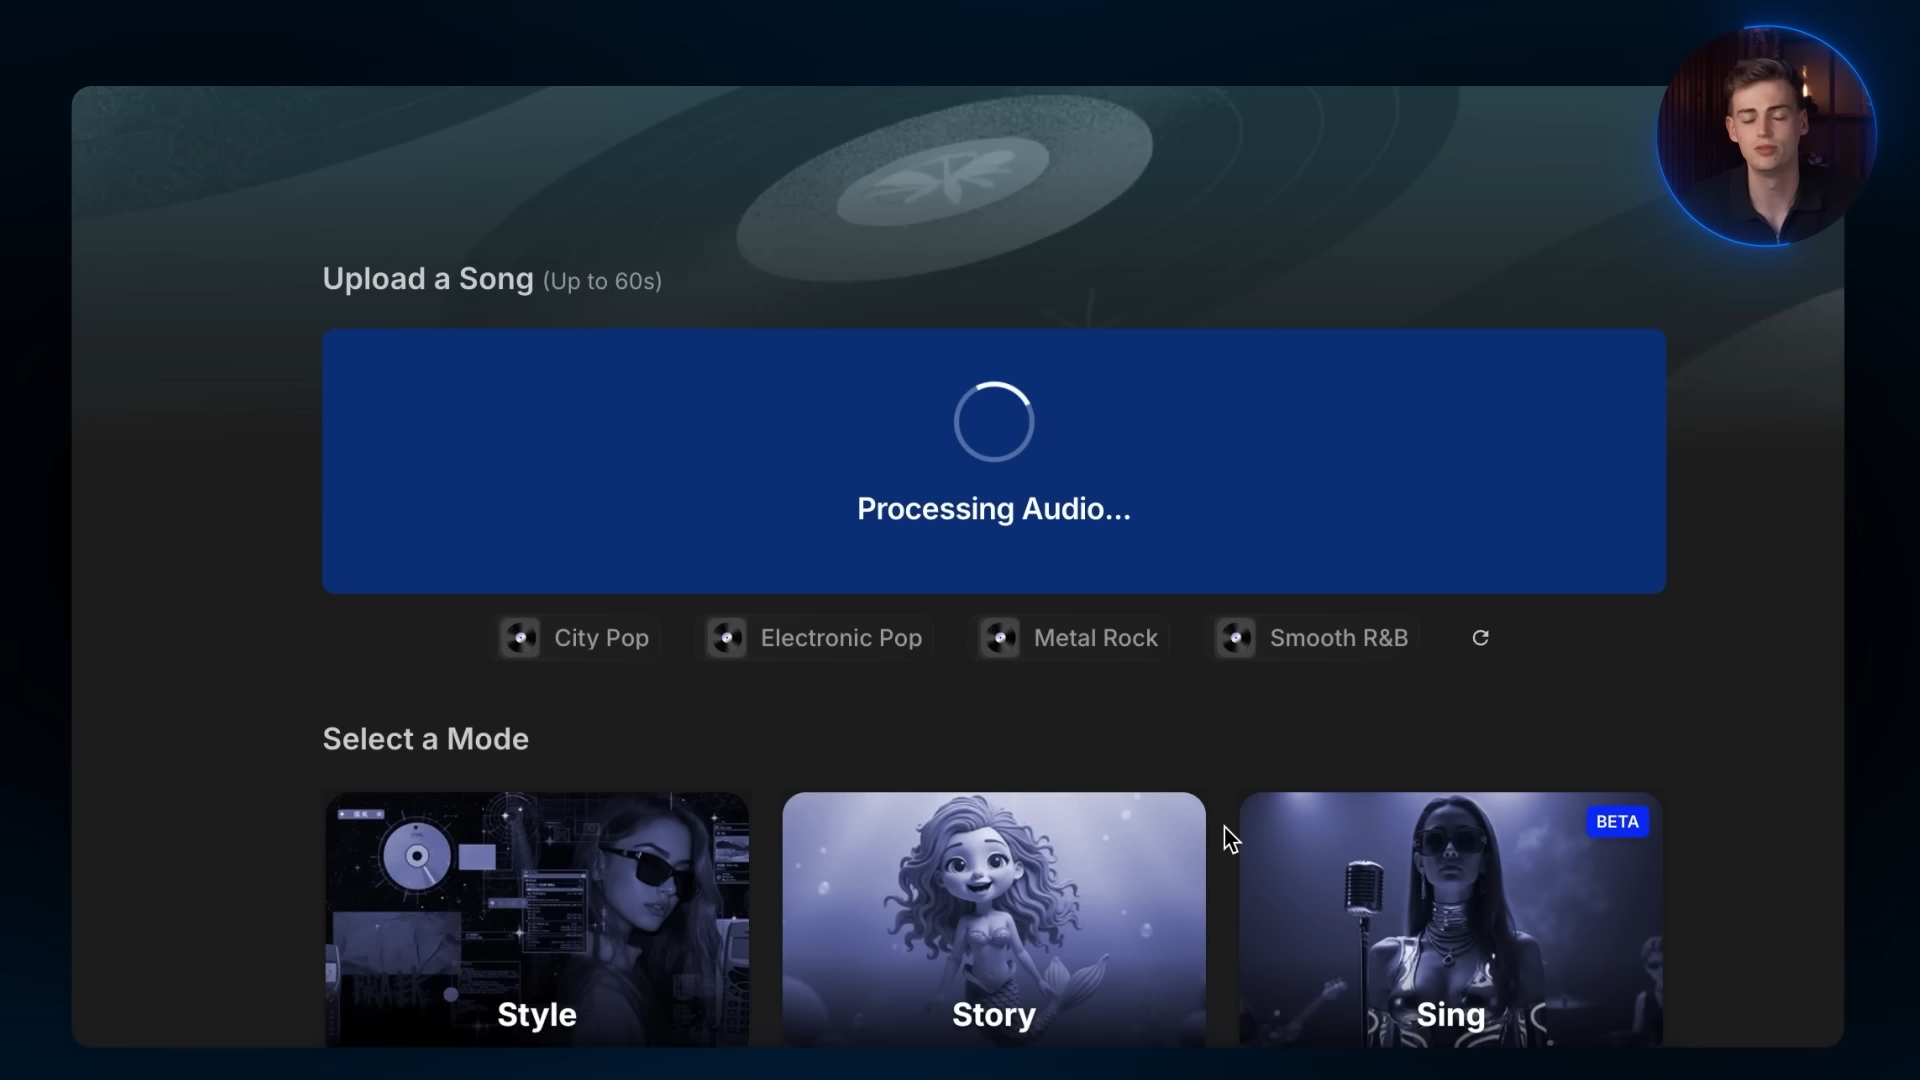 Upload a Song (Up to 60s)
Processing Audio...
City Pop
Electronic Pop
Metal Rock
Smooth R&B
Select a Mode
BETA
Style
Story
Sing